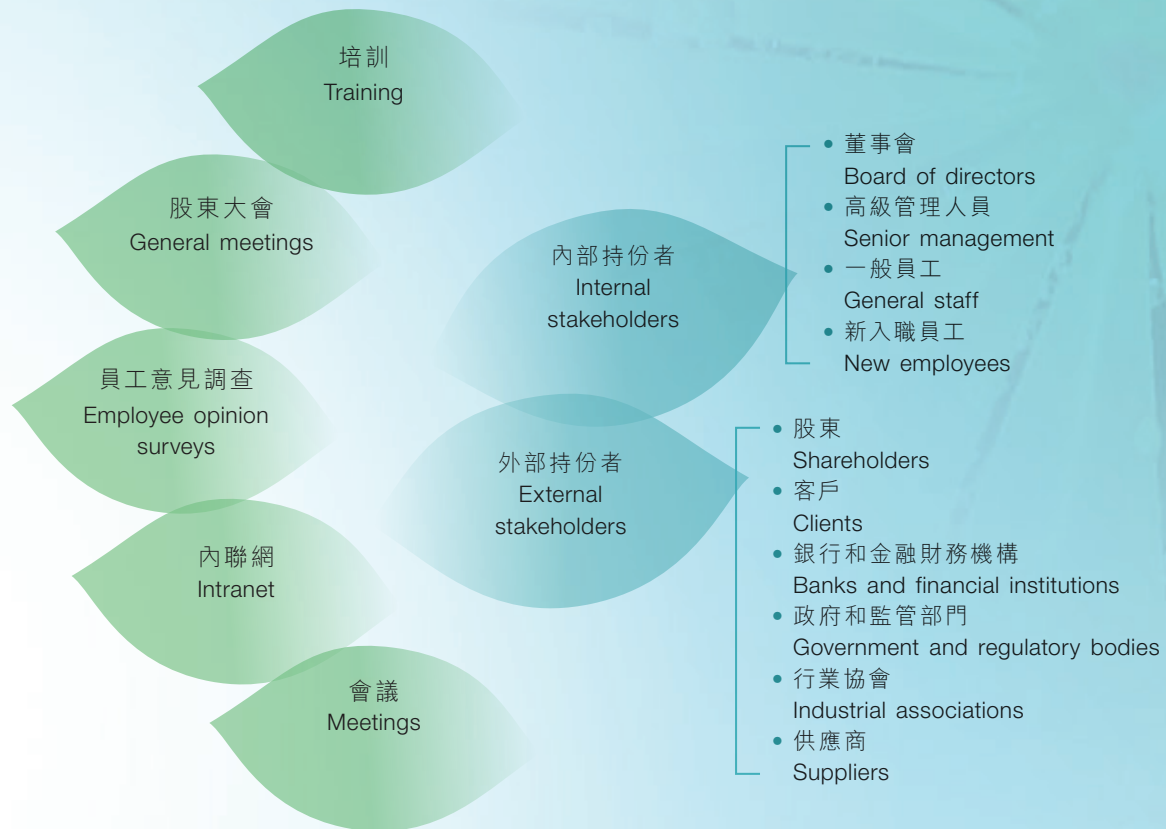 培訓
Training
股東大會
General meetings
員工意見調查
Employee opinion
surveys
內聯網
Intranet
會議
Meetings
內部持份者
Internal
stakeholders
• 董事會
Board of directors
• 高級管理人員
Senior management
• 一般員工
General staff
• 新入職員工
New employees
外部持份者
External
stakeholders
• 股東
Shareholders
• 客戶
Clients
• 銀行和金融財務機構
Banks and financial institutions
• 政府和監管部門
Government and regulatory bodies
• 行業協會
Industrial associations
• 供應商
Suppliers